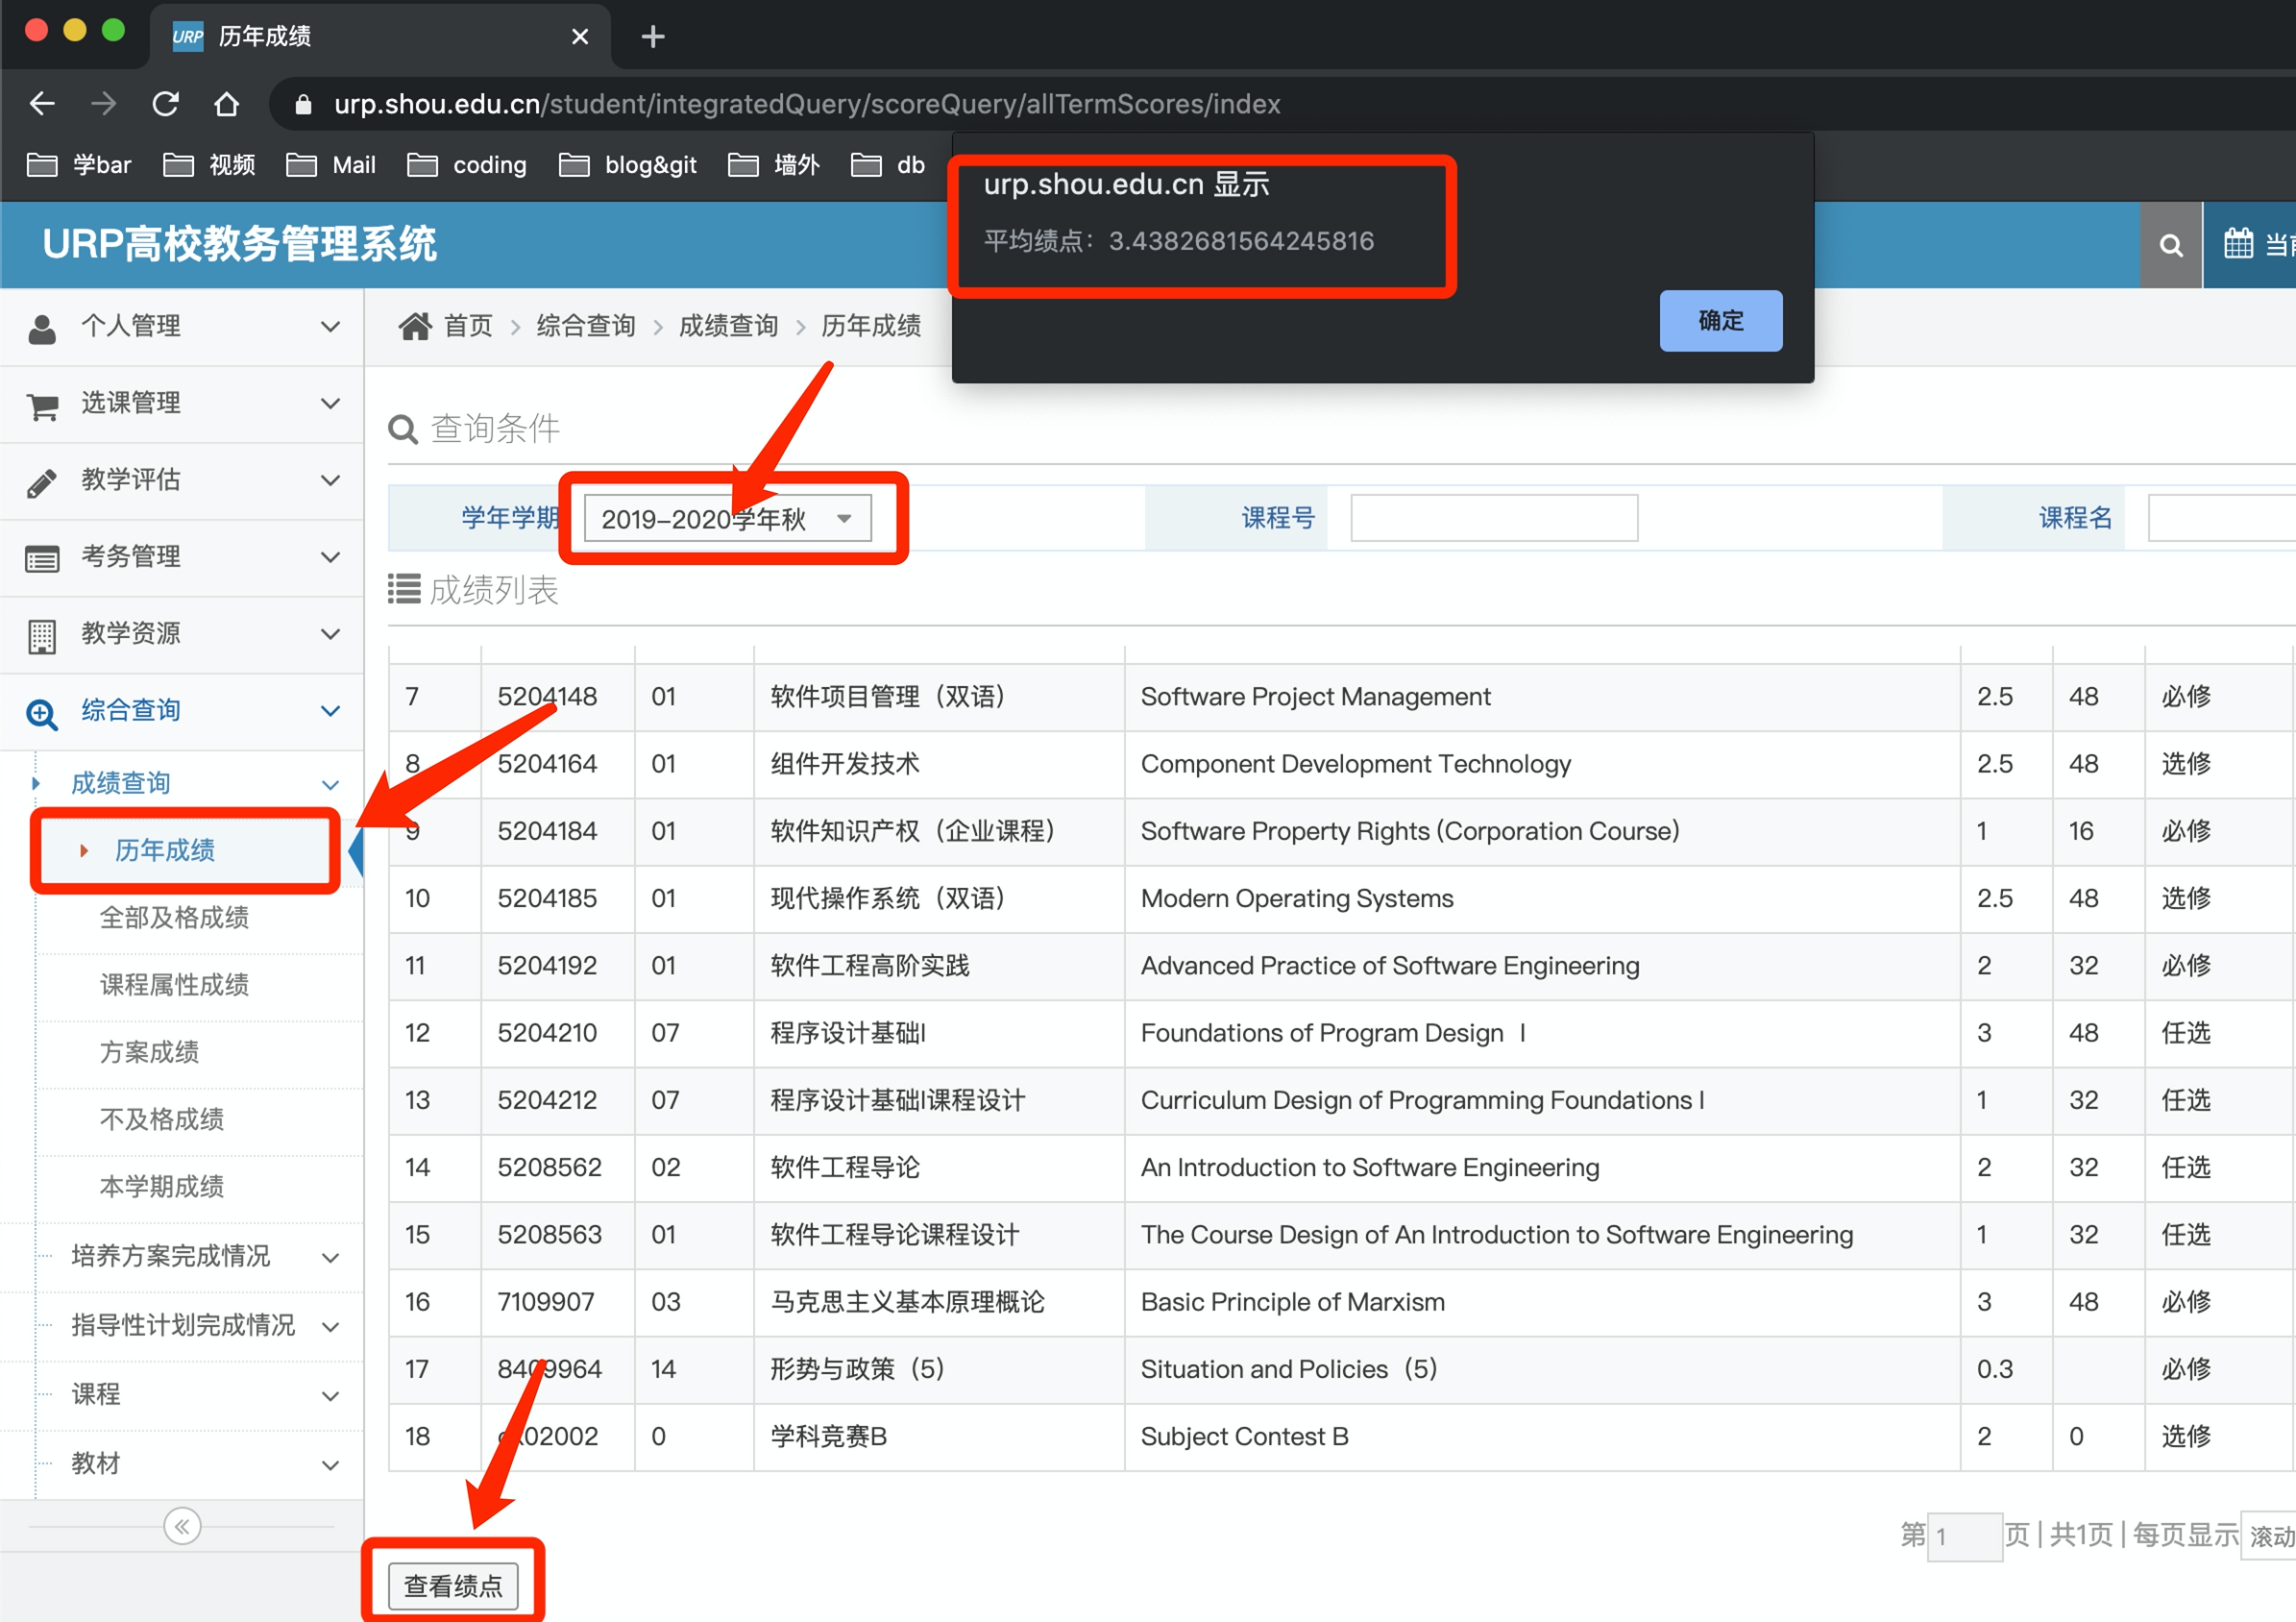 URP 历年成绩
urp.shou.edu.cn/student/integratedQuery/scoreQuery/allTermScores/index
学bar 视频 Mail coding blog&git 墙外 db
urp.shou.edu.cn 显示
平均绩点：3.4382681564245816
确定
URP高校教务管理系统
当前
个人管理
选课管理
教学评估
考务管理
教学资源
综合查询
成绩查询
历年成绩
全部及格成绩
课程属性成绩
方案成绩
不及格成绩
本学期成绩
培养方案完成情况
指导性计划完成情况
课程
教材
首页 > 综合查询 > 成绩查询 > 历年成绩
查询条件
学年学期 2019-2020学年秋 课程号 课程名
成绩列表
7 5204148 01 软件项目管理（双语） Software Project Management 2.5 48 必修
8 5204164 01 组件开发技术 Component Development Technology 2.5 48 选修
9 5204184 01 软件知识产权（企业课程） Software Property Rights (Corporation Course) 1 16 必修
10 5204185 01 现代操作系统（双语） Modern Operating Systems 2.5 48 选修
11 5204192 01 软件工程高阶实践 Advanced Practice of Software Engineering 2 32 必修
12 5204210 07 程序设计基础I Foundations of Program Design I 3 48 任选
13 5204212 07 程序设计基础I课程设计 Curriculum Design of Programming Foundations I 1 32 任选
14 5208562 02 软件工程导论 An Introduction to Software Engineering 2 32 任选
15 5208563 01 软件工程导论课程设计 The Course Design of An Introduction to Software Engineering 1 32 任选
16 7109907 03 马克思主义基本原理概论 Basic Principle of Marxism 3 48 必修
17 8409964 14 形势与政策（5） Situation and Policies（5） 0.3 必修
18 02002 0 学科竞赛B Subject Contest B 2 0 选修
第 1 页 | 共1页 | 每页显示 滚动
查看绩点